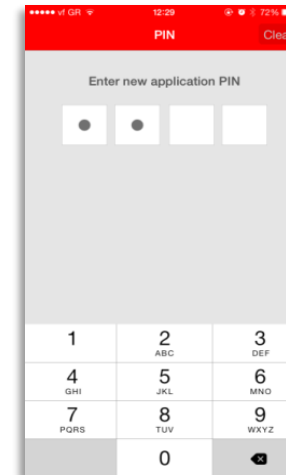 vf GR 12:29 72%
PIN Clea
Enter new application PIN
1 2 3
ABC DEF
4 5 6
GHI JKL MNO
7 8 9
PQRS TUV WXYZ
0